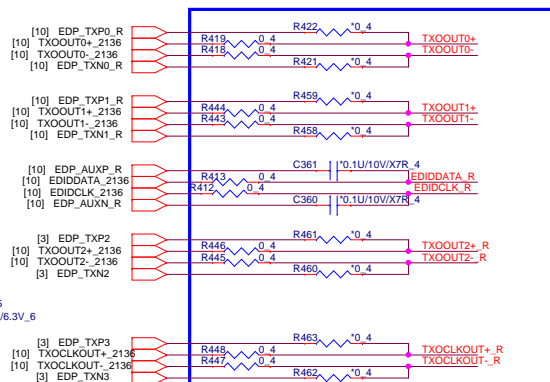 R422 *0_4
[10] EDP_TXP0_R
[10] TXOOUT0+_2136 R419 0_4 TXOOUT0+
[10] TXOOUT0-_2136 R418 0_4 TXOOUT0-
[10] EDP_TXN0_R R421 *0_4
[10] EDP_TXP1_R R459 *0_4
[10] TXOOUT1+_2136 R444 0_4 TXOOUT1+
[10] TXOOUT1-_2136 R443 0_4 TXOOUT1-
[10] EDP_TXN1_R R458 *0_4
[10] EDP_AUXP_R C361 *0.1U/10V/X7R_4
[10] EDIDDATA_2136 R413 0_4 EDIDDATA_R
[10] EDIDCLK_2136 R412 0_4 EDIDCLK_R
[10] EDP_AUXN_R C360 *0.1U/10V/X7R_4
[3] EDP_TXP2 R461 *0_4
[10] TXOOUT2+_2136 R446 0_4 TXOOUT2+_R
[10] TXOOUT2-_2136 R445 0_4 TXOOUT2-_R
[3] EDP_TXN2 R460 *0_4
/6.3V_6
[3] EDP_TXP3 R463 *0_4
[10] TXOCLKOUT+_2136 R448 0_4 TXOCLKOUT+_R
[10] TXOCLKOUT-_2136 R447 0_4 TXOCLKOUT-_R
[3] EDP_TXN3 R462 *0_4